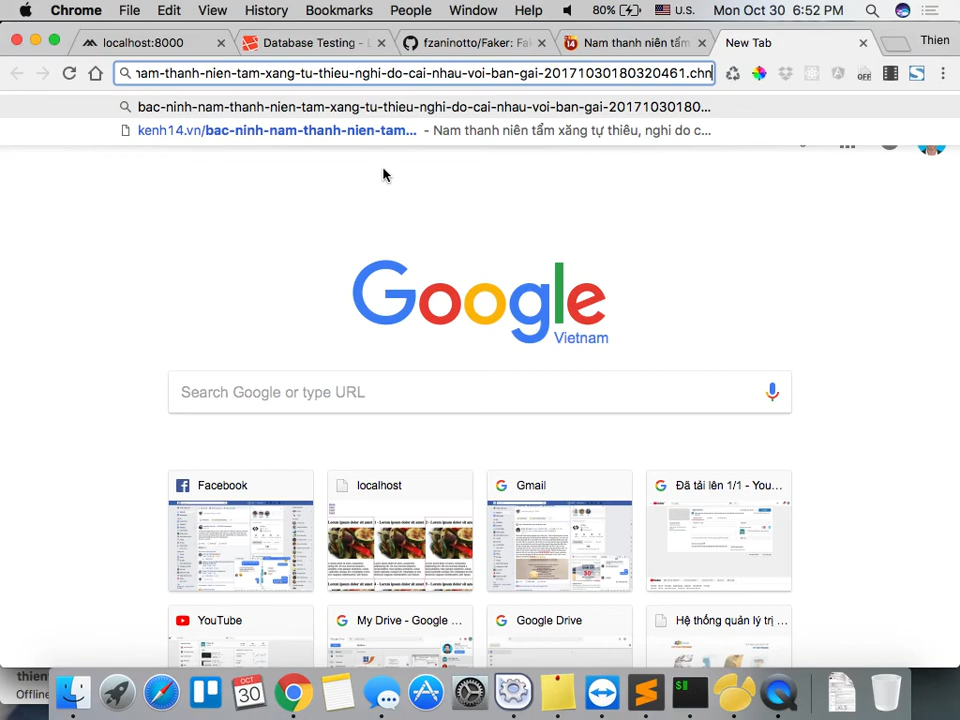 Chrome File Edit View History Bookmarks People Window Help 80% U.S. Mon Oct 30 6:52 PM
localhost:8000
Database Testing - L
fzaninotto/Faker: Fak
14 Nam thanh niên tẩm
New Tab
Thien
nam-thanh-nien-tam-xang-tu-thieu-nghi-do-cai-nhau-voi-ban-gai-20171030180320461.chn
OFF
bac-ninh-nam-thanh-nien-tam-xang-tu-thieu-nghi-do-cai-nhau-voi-ban-gai-20171030180...
kenh14.vn/bac-ninh-nam-thanh-nien-tam... - Nam thanh niên tẩm xăng tự thiêu, nghi do c...
Google
Vietnam
Search Google or type URL
Facebook
localhost
Gmail
Đã tải lên 1/1 - You...
YouTube
My Drive - Google ...
Google Drive
Hệ thống quản lý trị ...
thien
Offline
OCT
30
XLS